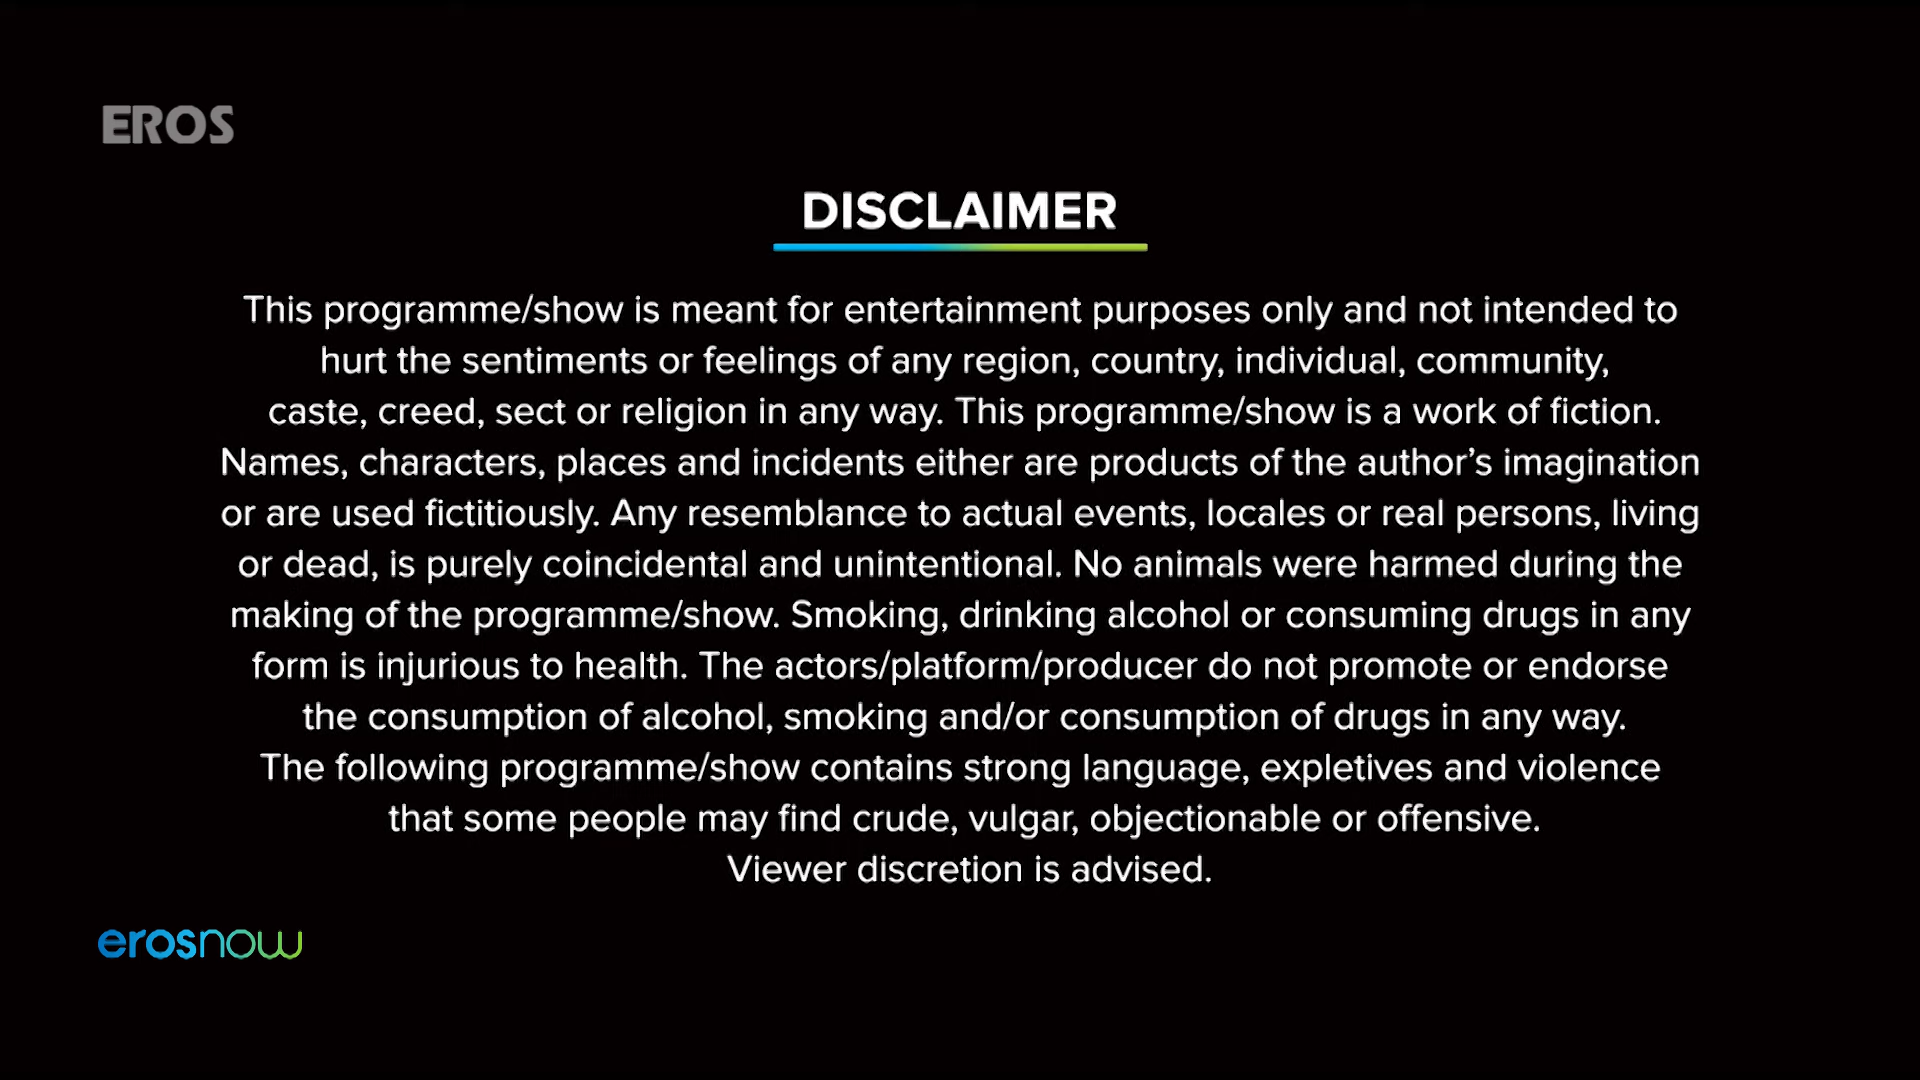 EROS
DISCLAIMER
This programme/show is meant for entertainment purposes only and not intended to
hurt the sentiments or feelings of any region, country, individual, community,
caste, creed, sect or religion in any way. This programme/show is a work of fiction.
Names, characters, places and incidents either are products of the author’s imagination
or are used fictitiously. Any resemblance to actual events, locales or real persons, living
or dead, is purely coincidental and unintentional. No animals were harmed during the
making of the programme/show. Smoking, drinking alcohol or consuming drugs in any
form is injurious to health. The actors/platform/producer do not promote or endorse
the consumption of alcohol, smoking and/or consumption of drugs in any way.
The following programme/show contains strong language, expletives and violence
that some people may find crude, vulgar, objectionable or offensive.
Viewer discretion is advised.
erosnow